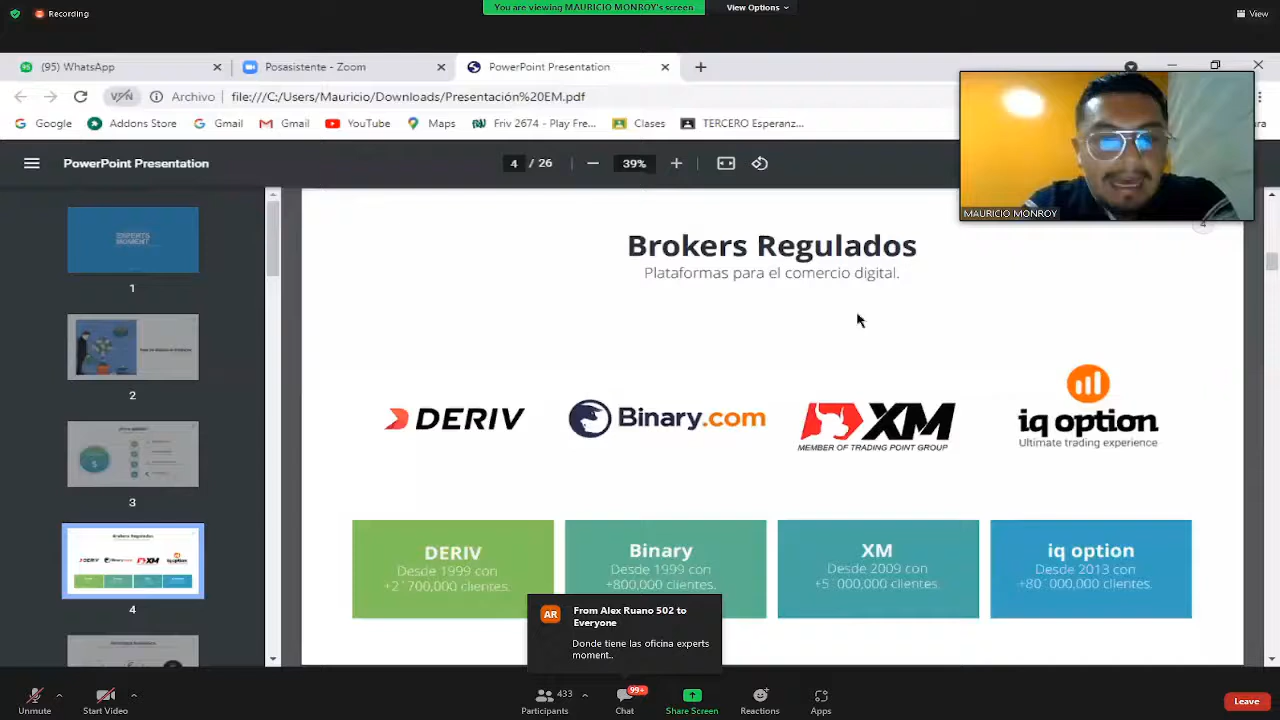 Recording
You are viewing MAURICIO MONROY's screen
View Options
View
(95) WhatsApp
Posasistente - Zoom
PowerPoint Presentation
VPN
Archivo
file:///C:/Users/Mauricio/Downloads/Presentación%20EM.pdf
Google
Addons Store
Gmail
Gmail
YouTube
Maps
Friv 2674 - Play Fre...
Clases
TERCERO Esperanz...
PowerPoint Presentation
4 / 26
39%
MAURICIO MONROY
4
EXPERTS
MOMENT
1
2
3
4
Brokers Regulados
Plataformas para el comercio digital.
DERIV
Binary.com
XM
MEMBER OF TRADING POINT GROUP
iq option
Ultimate trading experience
DERIV
Desde 1999 con
+2´700,000 clientes.
Binary
Desde 1999 con
+800,000 clientes.
XM
Desde 2009 con
+5´000,000 clientes.
iq option
Desde 2013 con
+80´000,000 clientes.
AR
From Alex Ruano 502 to
Everyone
Donde tiene las oficina experts
moment..
Unmute
Start Video
433
Participants
99+
Chat
Share Screen
Reactions
Apps
Leave